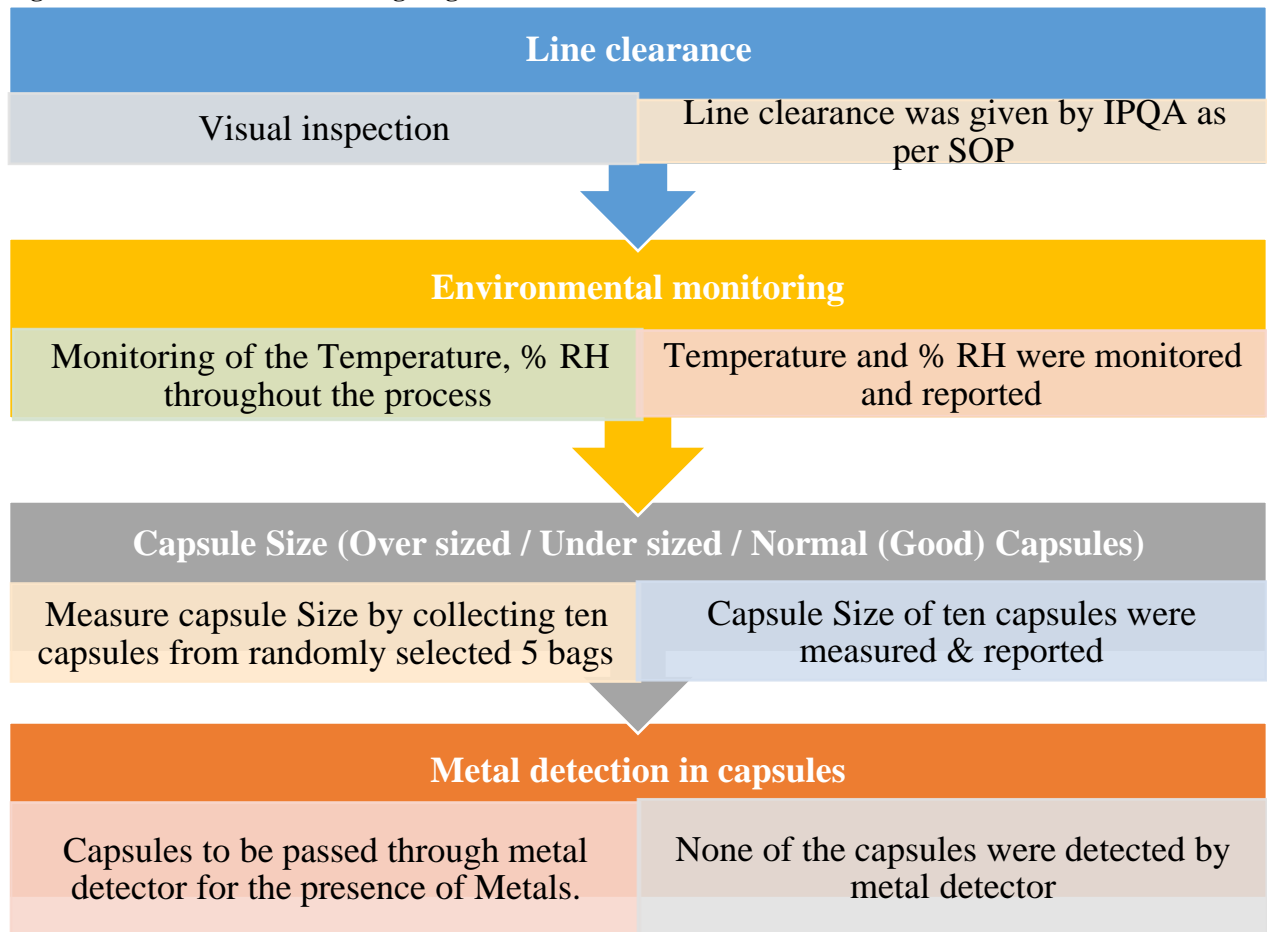 Line clearance
Visual inspection
Line clearance was given by IPQA as
per SOP
Environmental monitoring
Monitoring of the Temperature, % RH
throughout the process
Temperature and % RH were monitored
and reported
Capsule Size (Over sized / Under sized / Normal (Good) Capsules)
Measure capsule Size by collecting ten
capsules from randomly selected 5 bags
Capsule Size of ten capsules were
measured & reported
Metal detection in capsules
Capsules to be passed through metal
detector for the presence of Metals.
None of the capsules were detected by
metal detector